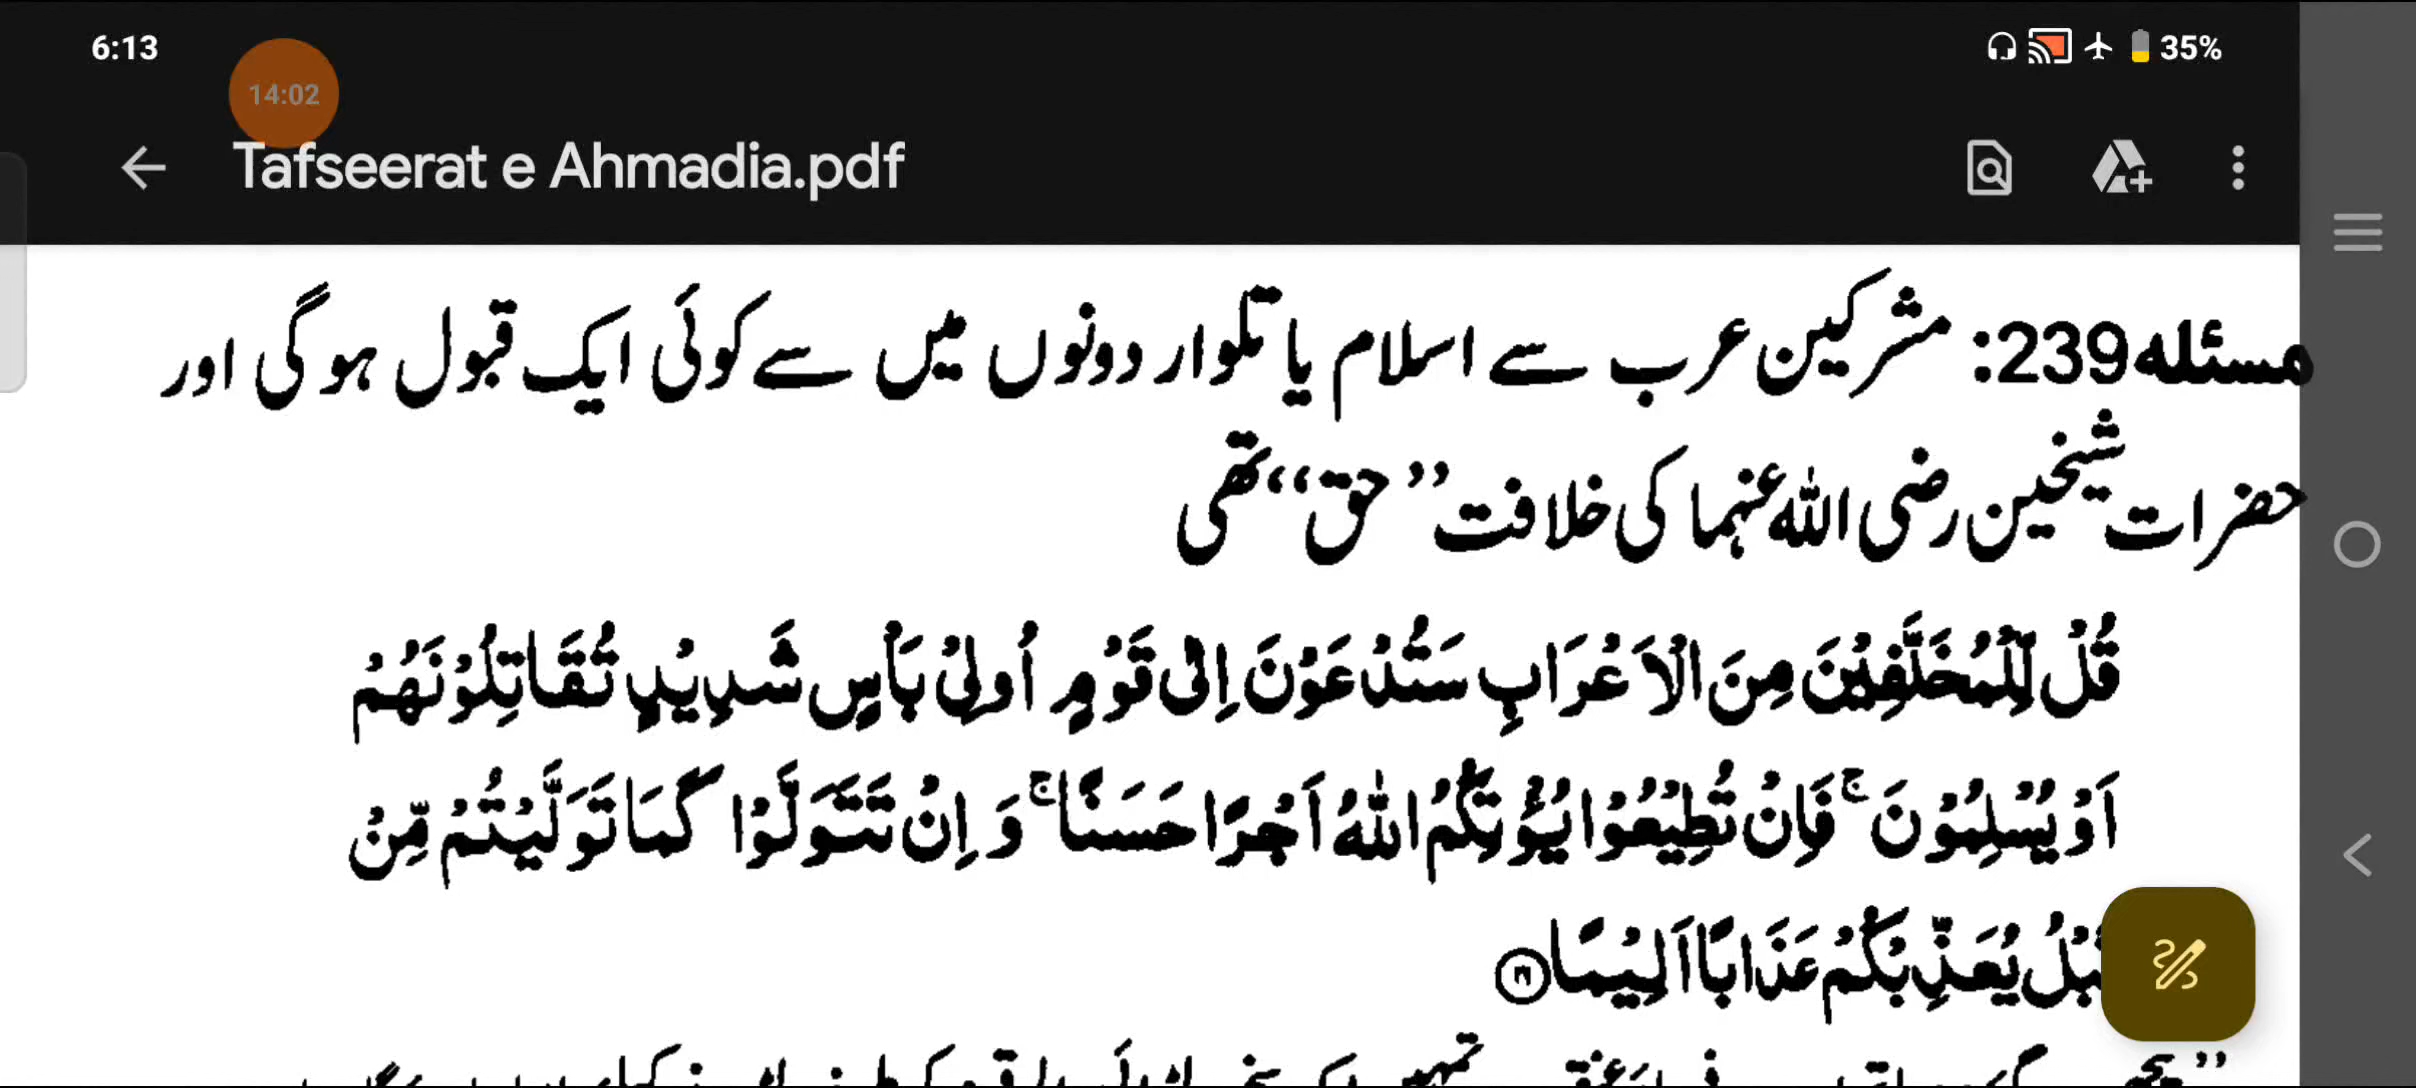 6:13
35%
14:02
Tafseerat e Ahmadia.pdf
مسئلہ239: مشرکین عرب سے اسلام یا تلوار دونوں میں سے کوئی ایک قبول ہو گی اور
حضرات شیخین رضی اللہ عنہما کی خلافت ’’حق‘‘ تھی
قُلْ لِّلْمُخَلَّفِیْنَ مِنَ الْاَعْرَابِ سَتُدْعَوْنَ اِلٰی قَوْمٍ اُولِیْ بَاْسٍ شَدِیْدٍ تُقَاتِلُوْنَهُمْ
اَوْ یُسْلِمُوْنَ ۚ فَاِنْ تُطِیْعُوْا یُؤْتِكُمُ اللّٰهُ اَجْرًا حَسَنًا ۚ وَ اِنْ تَتَوَلَّوْا كَمَا تَوَلَّیْتُمْ مِّنْ
یُعَذِّبْكُمْ عَذَابًا اَلِیْمًا